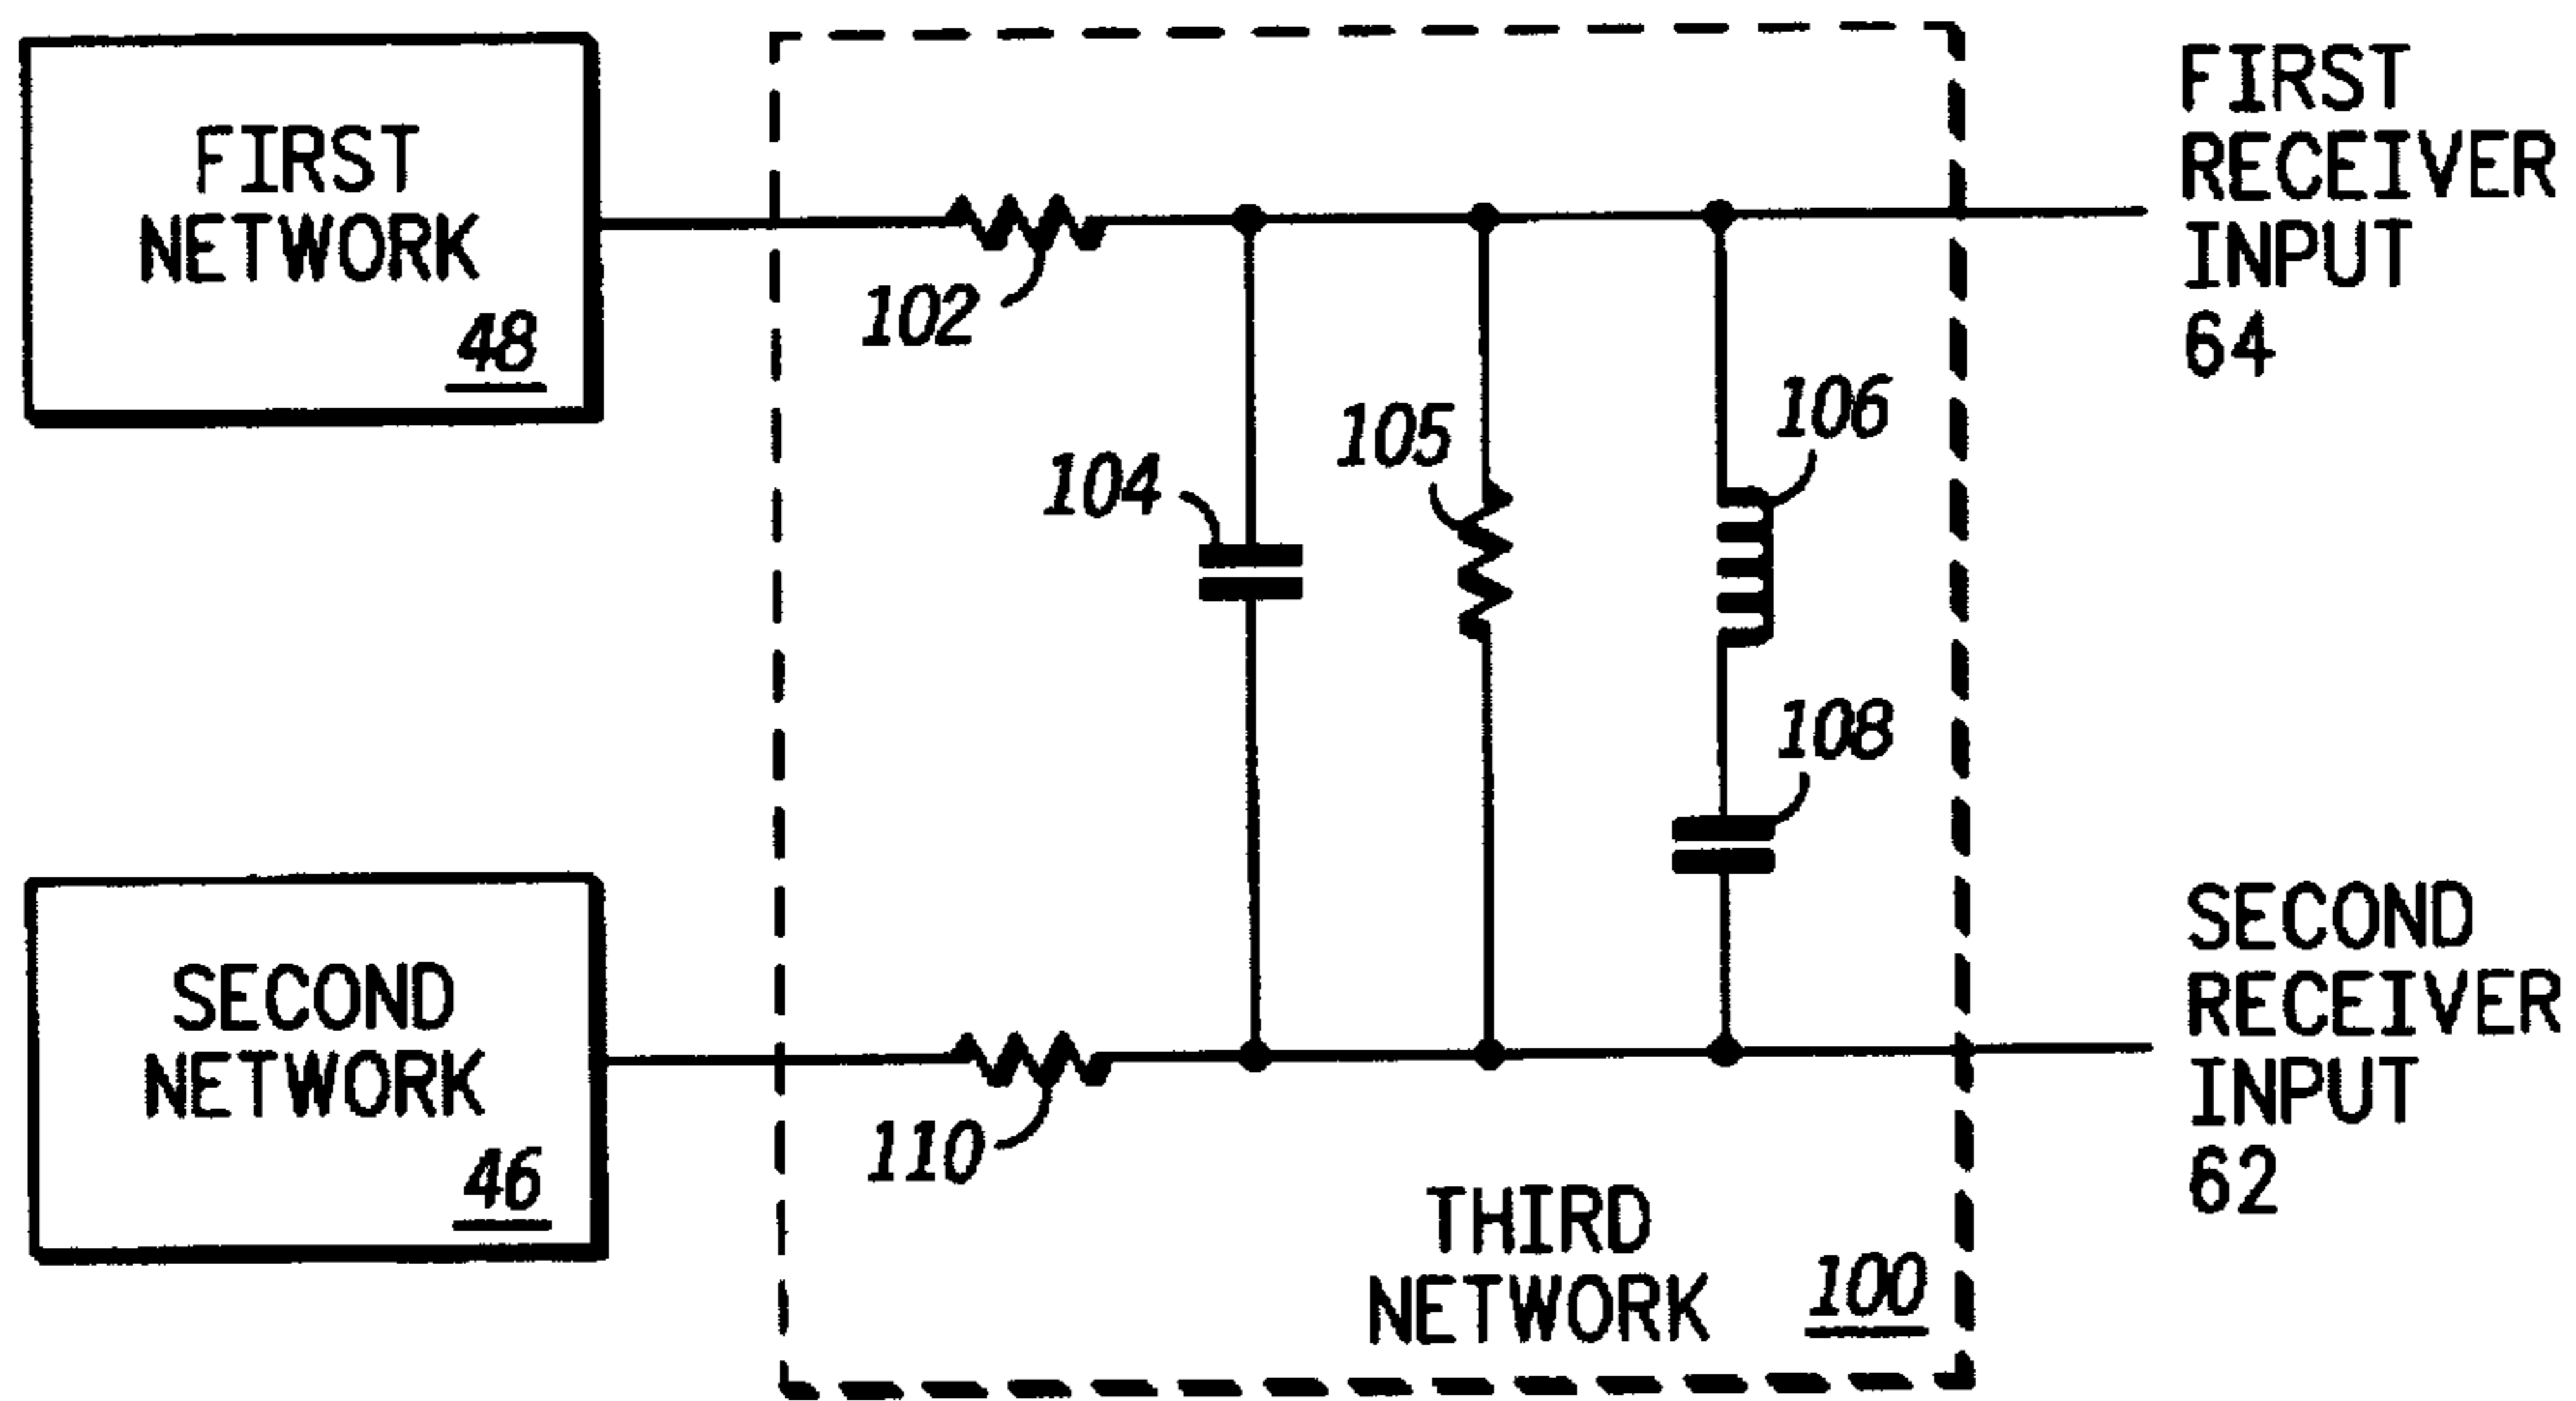 FIRST
NETWORK
48
102
104
105
106
108
FIRST
RECEIVER
INPUT
64
SECOND
NETWORK
46
110
THIRD
NETWORK
100
SECOND
RECEIVER
INPUT
62